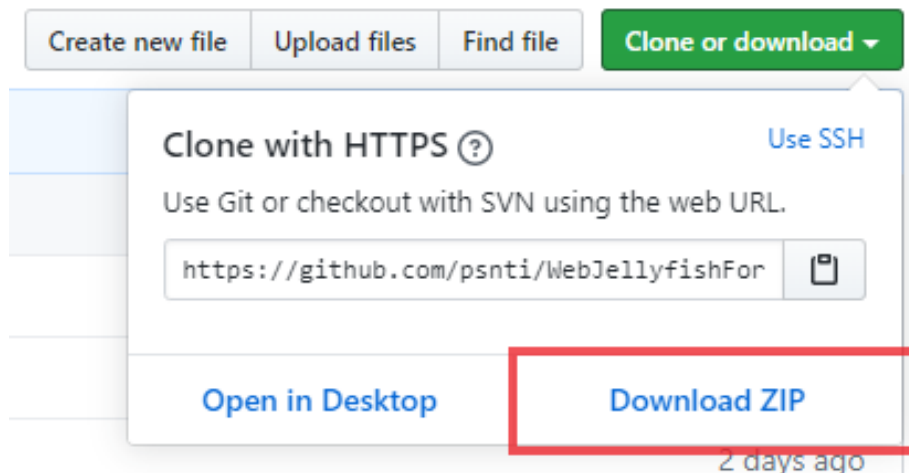 Create new file Upload files Find file Clone or download
Clone with HTTPS ? Use SSH
Use Git or checkout with SVN using the web URL.
https://github.com/psnti/WebJellyfishFor
Open in Desktop Download ZIP
2 days ago